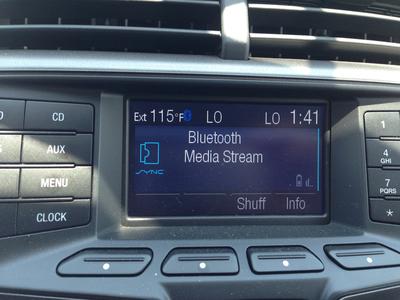 Ext 115°F LO LO 1:41
Bluetooth
Media Stream
SYNC
Shuff Info
CD
AUX
MENU
CLOCK
1
4
GHI
7
PQRS
*